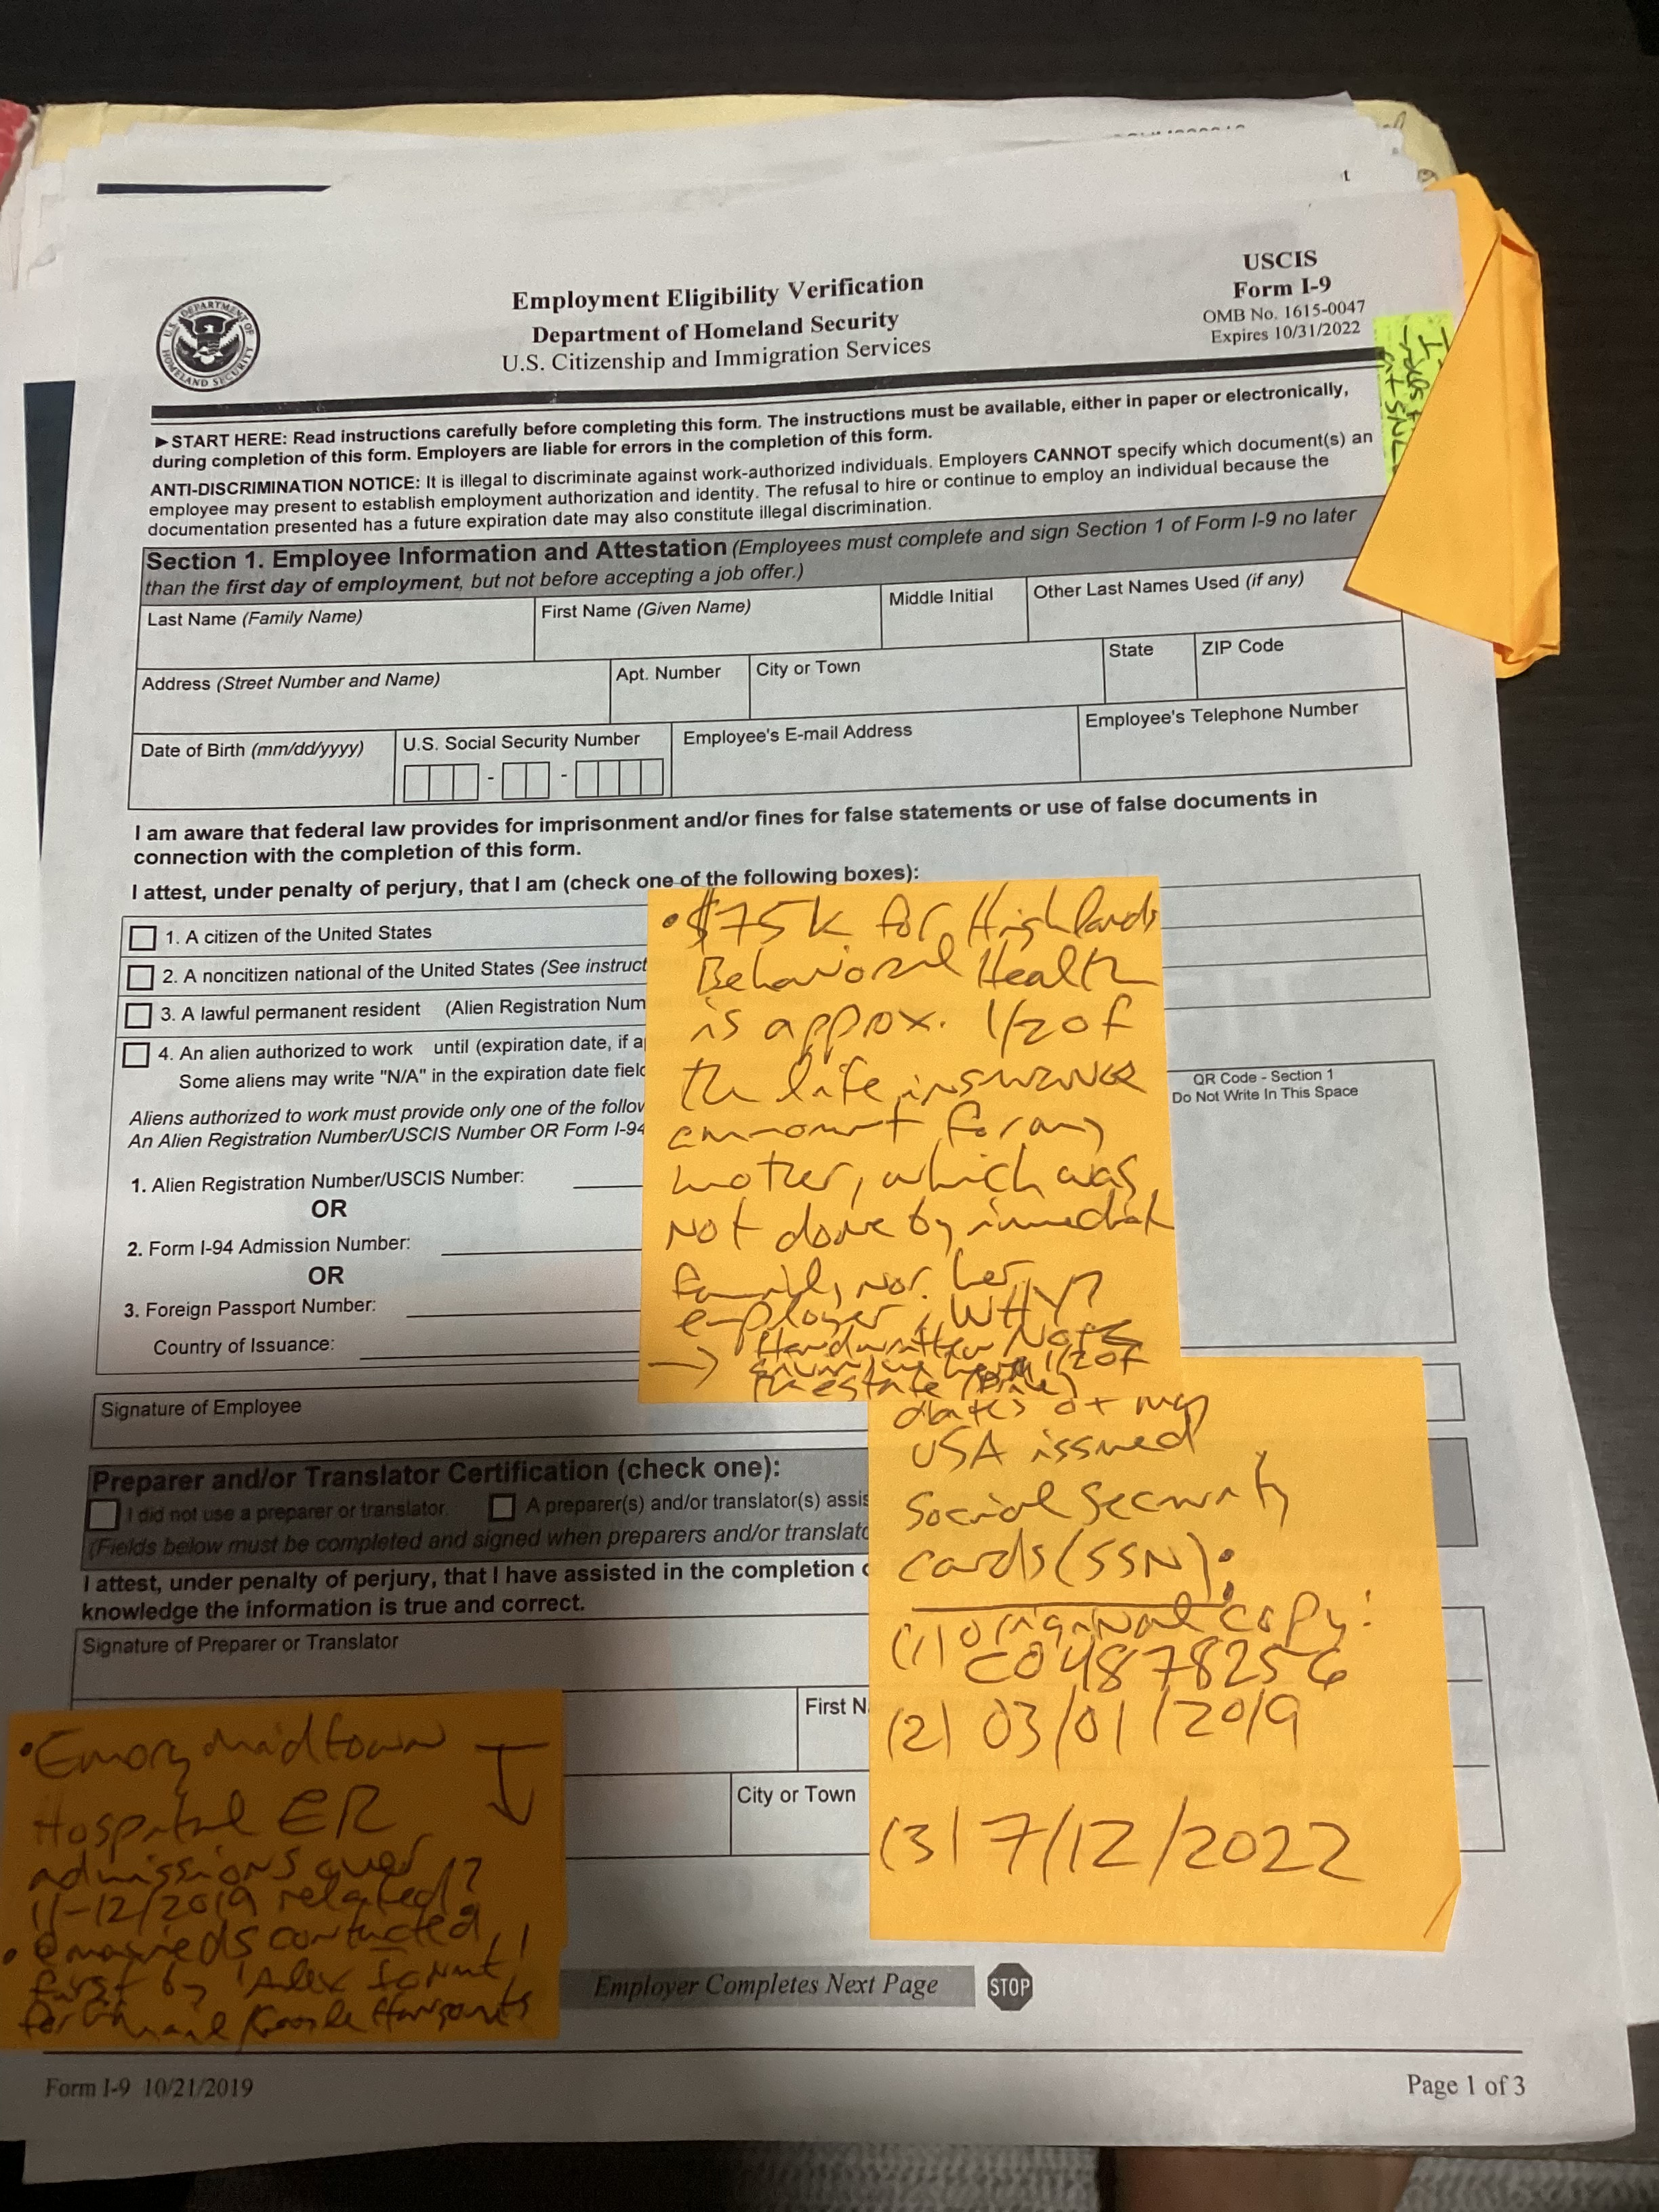 USCIS
Form I-9
OMB No. 1615-0047
Expires 10/31/2022
Employment Eligibility Verification
Department of Homeland Security
U.S. Citizenship and Immigration Services
U.S. DEPARTMENT OF HOMELAND SECURITY
►START HERE: Read instructions carefully before completing this form. The instructions must be available, either in paper or electronically,
during completion of this form. Employers are liable for errors in the completion of this form.
ANTI-DISCRIMINATION NOTICE: It is illegal to discriminate against work-authorized individuals. Employers CANNOT specify which document(s) an
employee may present to establish employment authorization and identity. The refusal to hire or continue to employ an individual because the
documentation presented has a future expiration date may also constitute illegal discrimination.
Section 1. Employee Information and Attestation (Employees must complete and sign Section 1 of Form I-9 no later
than the first day of employment, but not before accepting a job offer.)
Last Name (Family Name) First Name (Given Name) Middle Initial Other Last Names Used (if any)
Address (Street Number and Name) Apt. Number City or Town State ZIP Code
Date of Birth (mm/dd/yyyy) U.S. Social Security Number Employee's E-mail Address Employee's Telephone Number
- -
I am aware that federal law provides for imprisonment and/or fines for false statements or use of false documents in
connection with the completion of this form.
I attest, under penalty of perjury, that I am (check one of the following boxes):
1. A citizen of the United States
2. A noncitizen national of the United States (See instruct
3. A lawful permanent resident (Alien Registration Num
4. An alien authorized to work until (expiration date, if a
Some aliens may write "N/A" in the expiration date field
Aliens authorized to work must provide only one of the follow
An Alien Registration Number/USCIS Number OR Form I-94
1. Alien Registration Number/USCIS Number:
OR
2. Form I-94 Admission Number:
OR
3. Foreign Passport Number:
Country of Issuance:
QR Code - Section 1
Do Not Write In This Space
• $75K for Highlands
Behavioral Health
is approx. 1/2 of
the life insurance
amount for my
mother, which was
not done by
family nor her
employer, WHY?
→ Handwritten Notes
1/2 of
the estate
Signature of Employee
Preparer and/or Translator Certification (check one):
I did not use a preparer or translator. A preparer(s) and/or translator(s) assis
(Fields below must be completed and signed when preparers and/or translato
I attest, under penalty of perjury, that I have assisted in the completion
knowledge the information is true and correct.
Signature of Preparer or Translator
First N
City or Town
dates of my
USA issued
Social Security
cards (SSN):
(1) original copy:
C04878256
(2) 03/01/2019
(3) 7/12/2022
• Emory midtown
Hospital ER
admissions over
11-12/2019 related!?
• contacted
first by "Alex
for Gmail/Google Hangouts
Employer Completes Next Page STOP
Form I-9 10/21/2019 Page 1 of 3